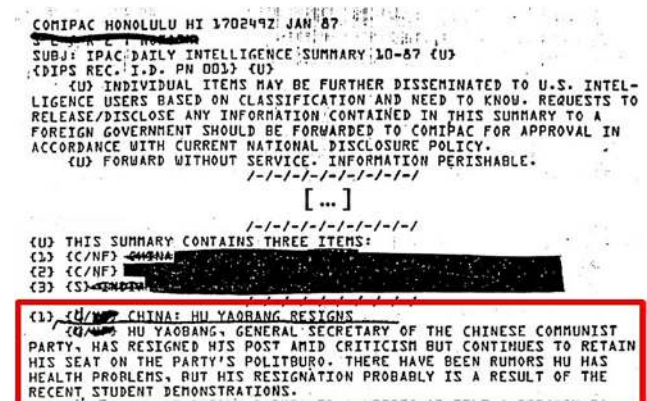 COMIPAC HONOLULU HI 170249Z JAN 87
SUBJ: IPAC DAILY INTELLIGENCE SUMMARY 10-87 {U}
{DIPS REC. I.D. PN 001} {U}
{U} INDIVIDUAL ITEMS MAY BE FURTHER DISSEMINATED TO U.S. INTEL-
LIGENCE USERS BASED ON CLASSIFICATION AND NEED TO KNOW. REQUESTS TO
RELEASE/DISCLOSE ANY INFORMATION CONTAINED IN THIS SUMMARY TO A
FOREIGN GOVERNMENT SHOULD BE FORWARDED TO COMIPAC FOR APPROVAL IN
ACCORDANCE WITH CURRENT NATIONAL DISCLOSURE POLICY.
{U} FORWARD WITHOUT SERVICE. INFORMATION PERISHABLE.
/-/-/-/-/-/-/-/-/-/
[ ... ]
/-/-/-/-/-/-/-/-/-/
{U} THIS SUMMARY CONTAINS THREE ITEMS:
{1} {C/NF} CHINA
{2} {C/NF}
{3} {S} INDIA
{1} CHINA: HU YAOBANG RESIGNS
HU YAOBANG, GENERAL SECRETARY OF THE CHINESE COMMUNIST
PARTY, HAS RESIGNED HIS POST AMID CRITICISM BUT CONTINUES TO RETAIN
HIS SEAT ON THE PARTY'S POLITBURO. THERE HAVE BEEN RUMORS HU HAS
HEALTH PROBLEMS, BUT HIS RESIGNATION PROBABLY IS A RESULT OF THE
RECENT STUDENT DEMONSTRATIONS.